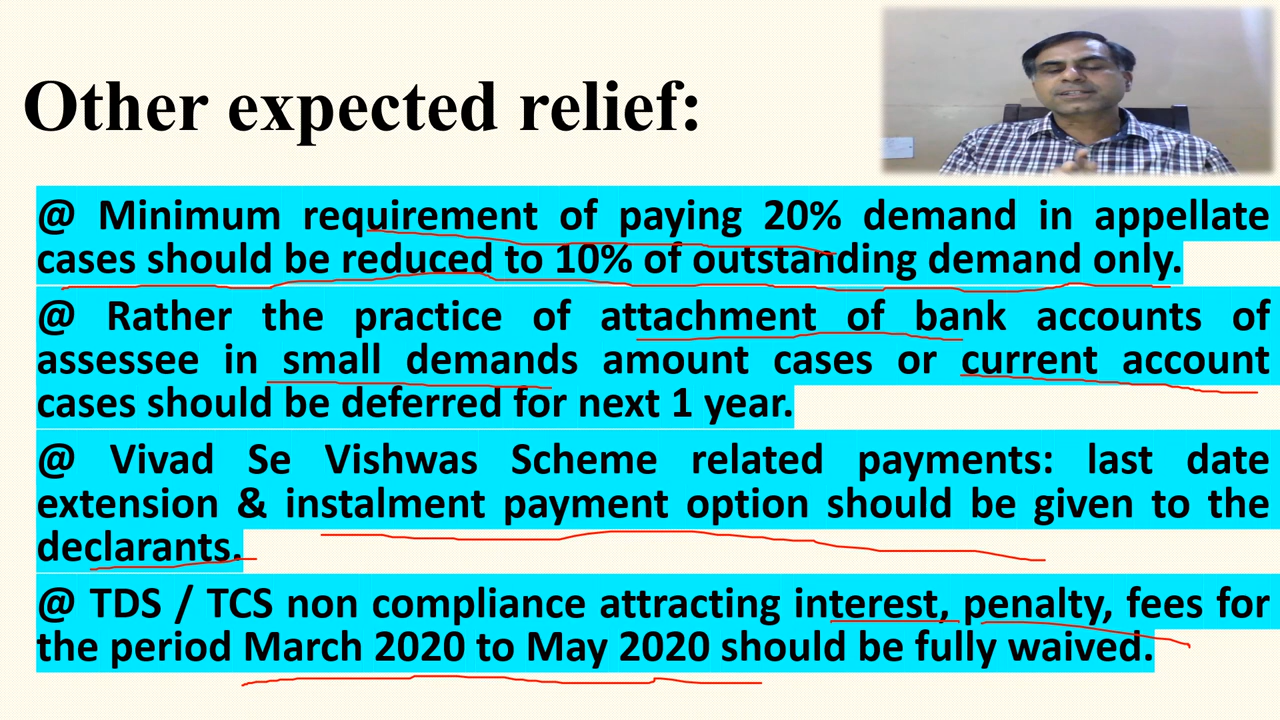 Other expected relief:
@ Minimum requirement of paying 20% demand in appellate
cases should be reduced to 10% of outstanding demand only.
@ Rather the practice of attachment of bank accounts of
assessee in small demands amount cases or current account
cases should be deferred for next 1 year.
@ Vivad Se Vishwas Scheme related payments: last date
extension & instalment payment option should be given to the
declarants.
@ TDS / TCS non compliance attracting interest, penalty, fees for
the period March 2020 to May 2020 should be fully waived.